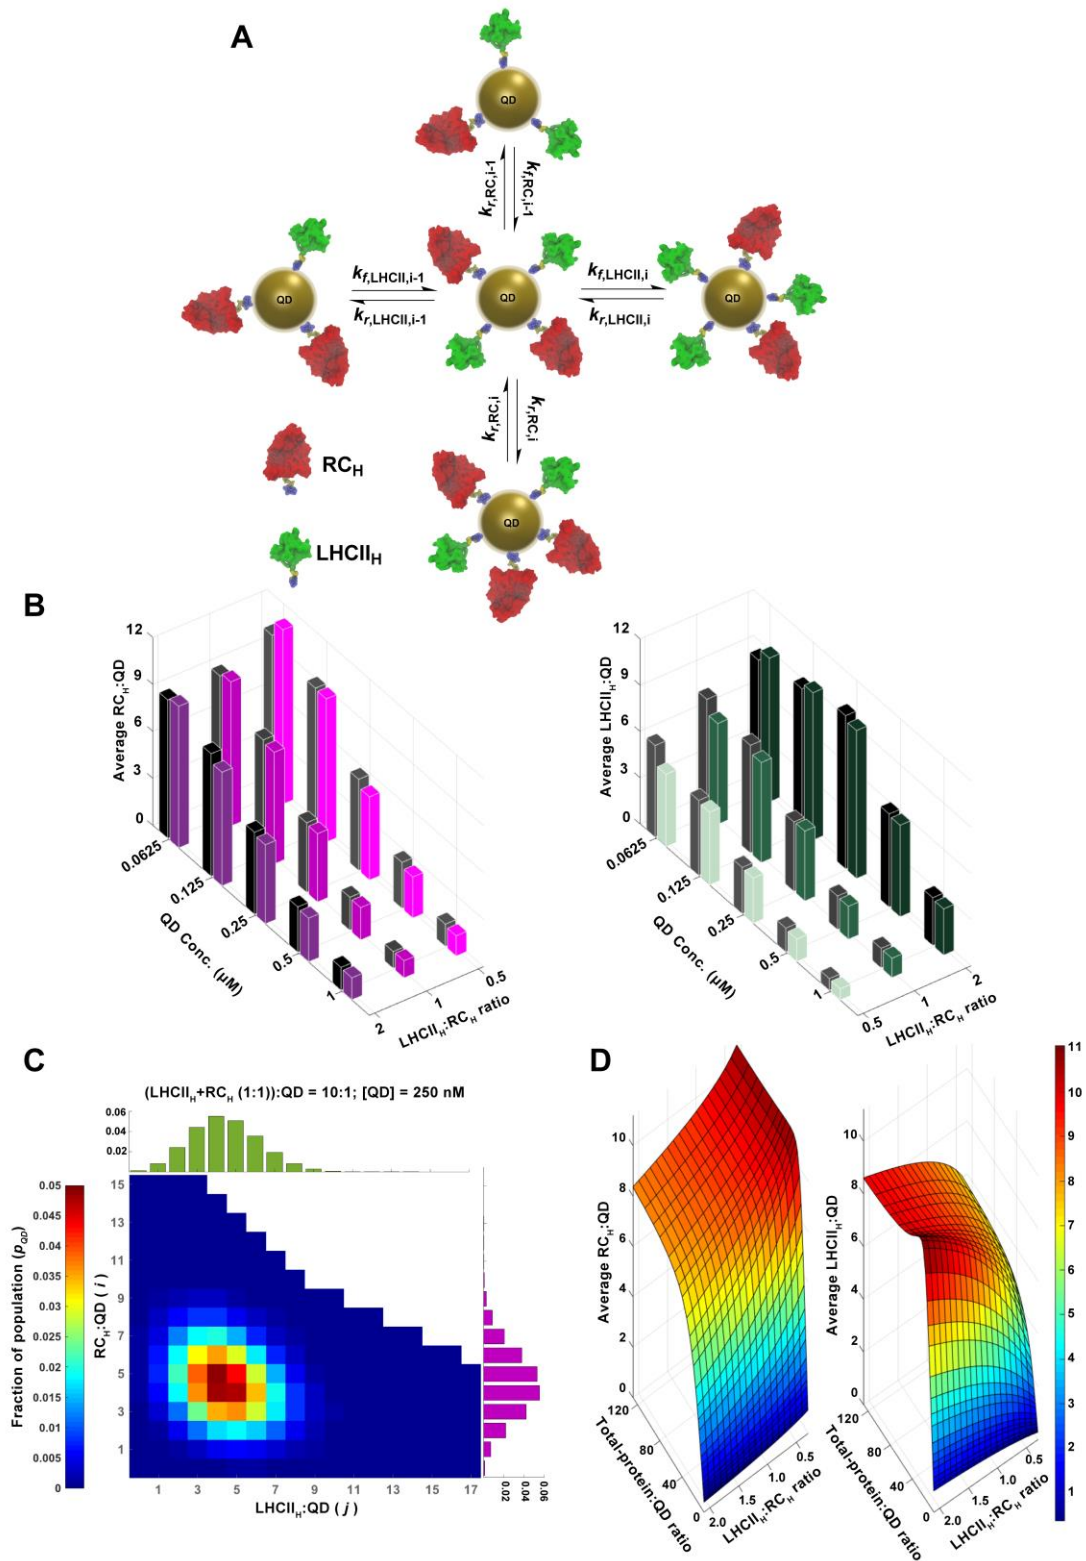 A
QD
k_r,RC,i-1
k_f,RC,i-1
QD
k_f,LHCII,i-1
k_r,LHCII,i-1
QD
k_f,LHCII,i
k_r,LHCII,i
QD
k_r,RC,i
k_r,RC,i
RC_H
LHCII_H
QD
B
Average RC_H:QD
12
9
6
3
0
0.0625
0.125
0.25
0.5
1
QD Conc. (µM)
2
1
0.5
LHCII_H:RC_H ratio
Average LHCII_H:QD
12
9
6
3
0
0.0625
0.125
0.25
0.5
1
QD Conc. (µM)
0.5
1
2
LHCII_H:RC_H ratio
C
(LHCII_H+RC_H (1:1)):QD = 10:1; [QD] = 250 nM
0.06
0.04
0.02
Fraction of population (p_QD)
0.05
0.045
0.04
0.035
0.03
0.025
0.02
0.015
0.01
0.005
0
RC_H:QD ( i )
15
13
11
9
7
5
3
1
1 3 5 7 9 11 13 15 17
LHCII_H:QD ( j )
0.02 0.04 0.06
D
Average RC_H:QD
10
8
6
4
2
0
120
80
40
0
Total-protein:QD ratio
2.0 1.5 1.0 0.5
LHCII_H:RC_H ratio
Average LHCII_H:QD
10
8
6
4
2
0
120
80
40
0
Total-protein:QD ratio
2.0 1.5 1.0 0.5
LHCII_H:RC_H ratio
11
10
9
8
7
6
5
4
3
2
1